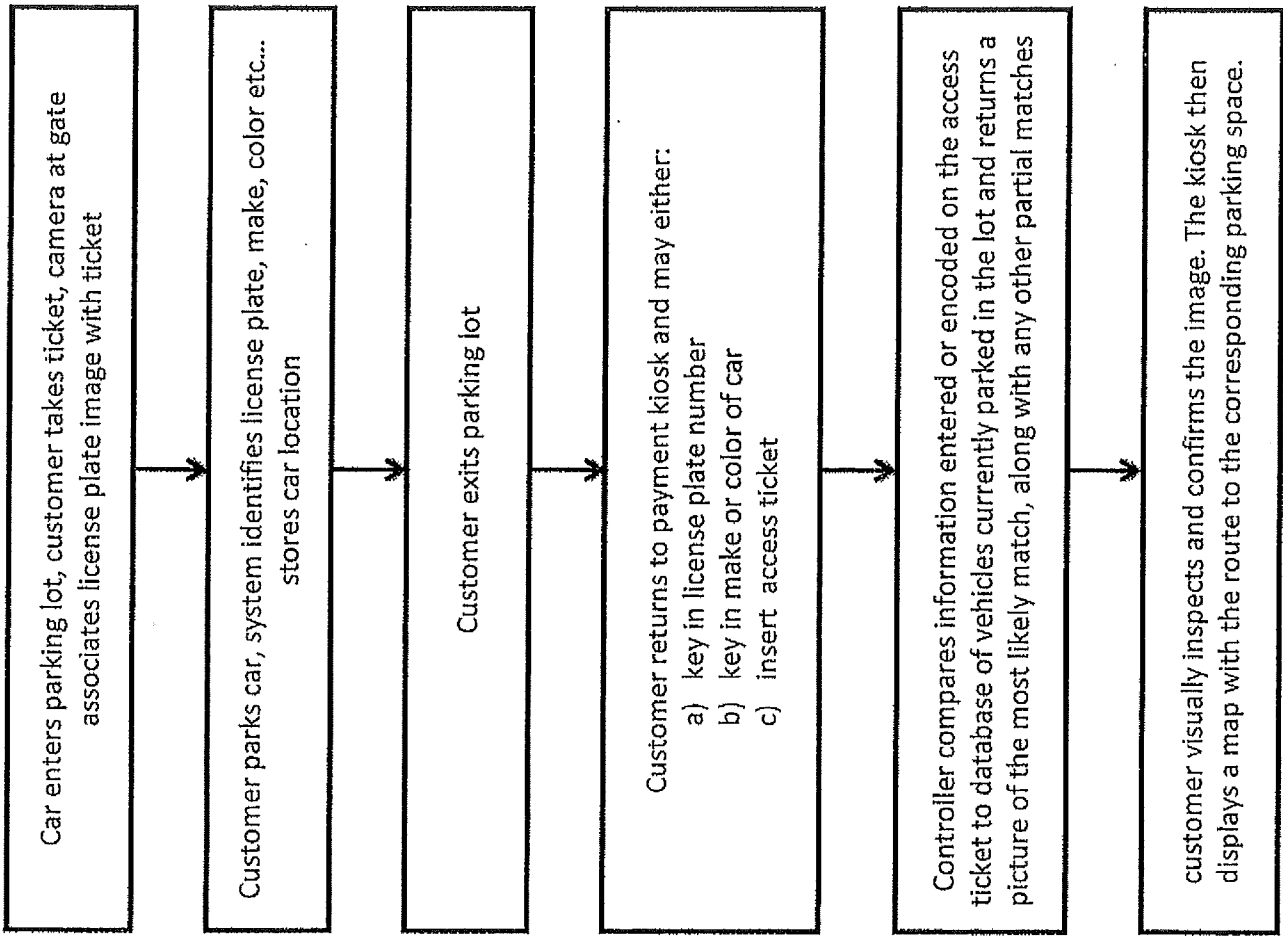 Car enters parking lot, customer takes ticket, camera at gate
associates license plate image with ticket
Customer parks car, system identifies license plate, make, color etc...
stores car location
Customer exits parking lot
Customer returns to payment kiosk and may either:
a) key in license plate number
b) key in make or color of car
c) insert access ticket
Controller compares information entered or encoded on the access
ticket to database of vehicles currently parked in the lot and returns a
picture of the most likely match, along with any other partial matches
customer visually inspects and confirms the image. The kiosk then
displays a map with the route to the corresponding parking space.